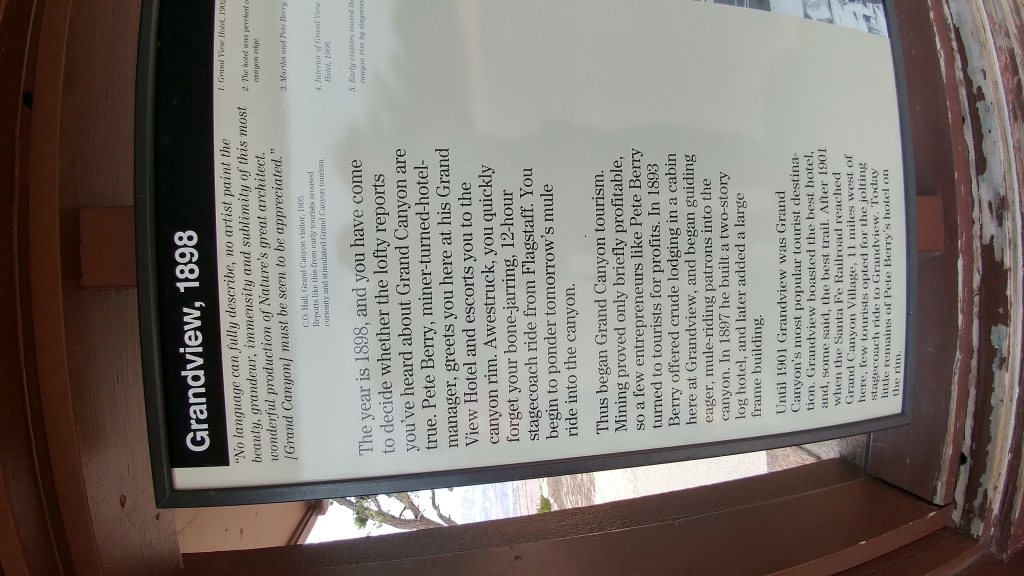 Grandview, 1898
"No language can fully describe, no artist paint the
beauty, grandeur, immensity and sublimity of this most
wonderful production of Nature's great architect.
[Grand Canyon] must be seen to be appreciated."
C.O. Hall, Grand Canyon visitor, 1895.
Reports like this from early tourists aroused
curiosity and stimulated Grand Canyon tourism.
The year is 1898, and you have come
to decide whether the lofty reports
you've heard about Grand Canyon are
true. Pete Berry, miner-turned-hotel-
manager, greets you here at his Grand
View Hotel and escorts you to the
canyon rim. Awestruck, you quickly
forget your bone-jarring, 12-hour
stagecoach ride from Flagstaff. You
begin to ponder tomorrow's mule
ride into the canyon.
Thus began Grand Canyon tourism.
Mining proved only briefly profitable,
so a few entrepreneurs like Pete Berry
turned to tourists for profits. In 1893
Berry offered crude lodging in a cabin
here at Grandview, and began guiding
eager, mule-riding patrons into the
canyon. In 1897 he built a two-story
log hotel, and later added a large
frame building.
Until 1901 Grandview was Grand
Canyon's most popular tourist destina-
tion. Grandview boasted the best hotel,
and, some said, the best trail. After 1901
when the Santa Fe Railroad reached
Grand Canyon Village, 11 miles west of
here, few tourists opted for the jolting
stagecoach ride to Grandview. Today
little remains of Pete Berry's hotel on
the rim.
1. Grand View Hotel,
2. The hotel was perched
canyon edge.
3. Martha and Pete Berry,
4. Interior of Grand View
Hotel, 1906.
5. Early visitors toured the
canyon rim by